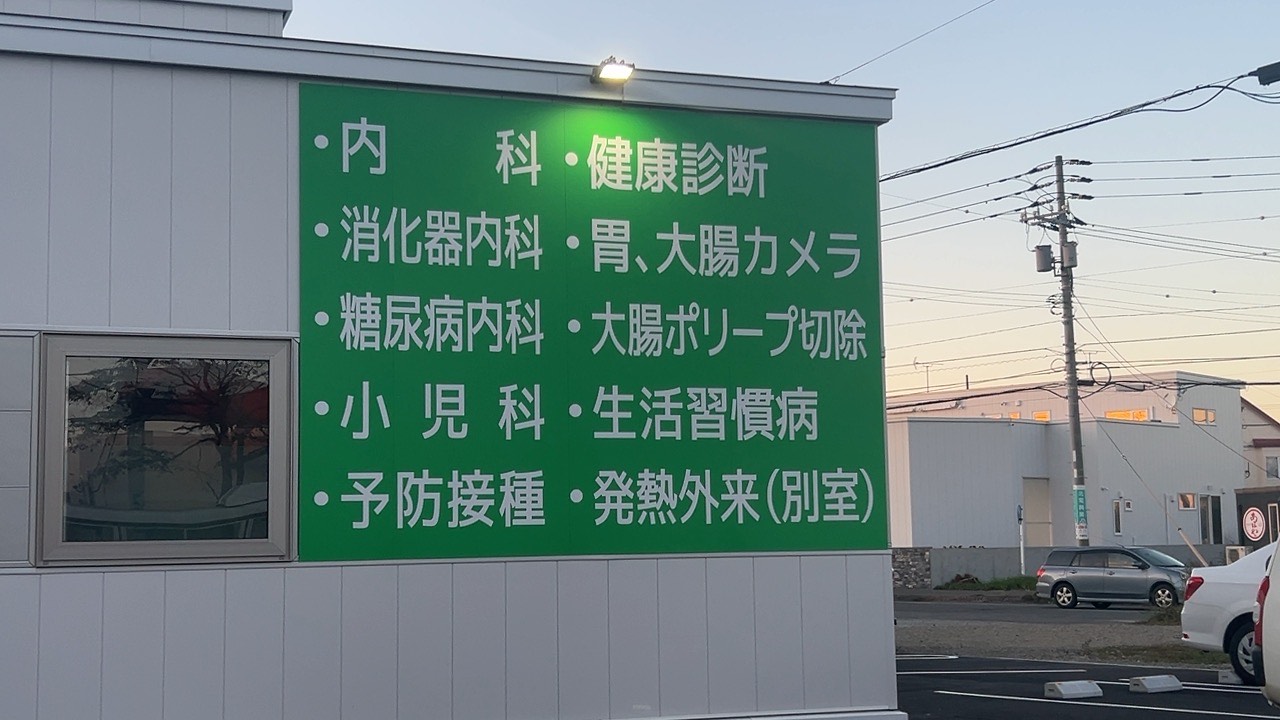 ・内科
・消化器内科
・糖尿病内科
・小児科
・予防接種
・健康診断
・胃、大腸カメラ
・大腸ポリープ切除
・生活習慣病
・発熱外来(別室)